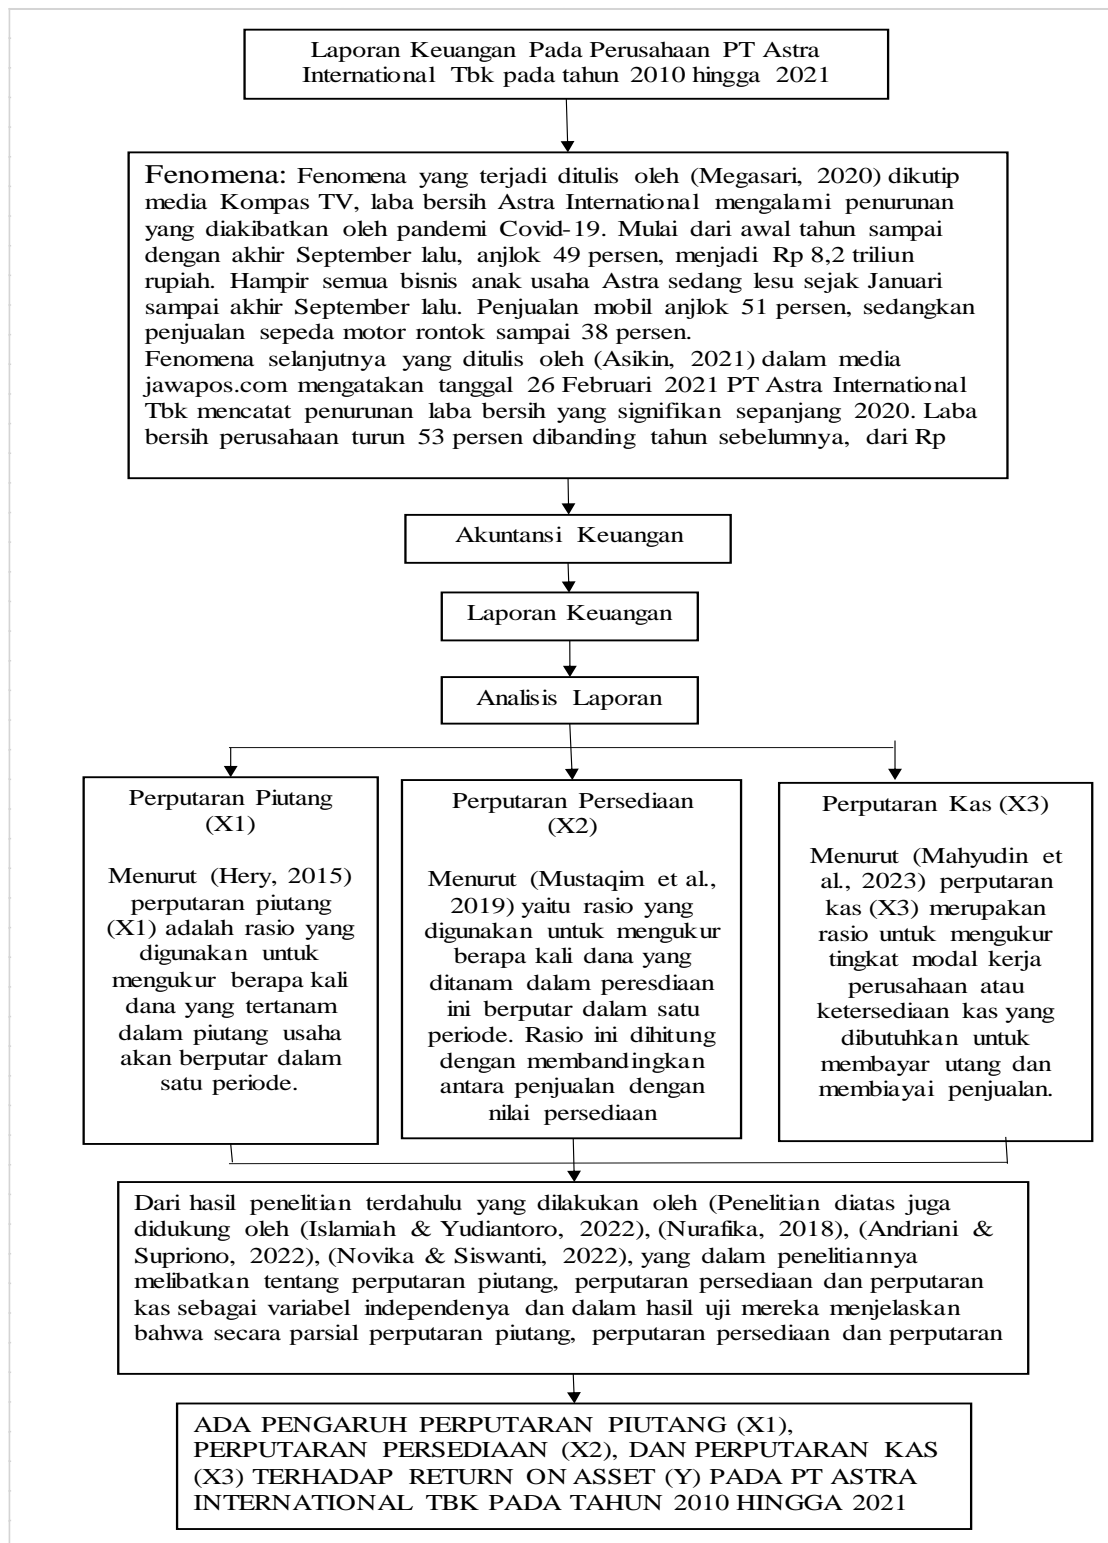 Laporan Keuangan Pada Perusahaan PT Astra
International Tbk pada tahun 2010 hingga 2021
Fenomena: Fenomena yang terjadi ditulis oleh (Megasari, 2020) dikutip
media Kompas TV, laba bersih Astra International mengalami penurunan
yang diakibatkan oleh pandemi Covid-19. Mulai dari awal tahun sampai
dengan akhir September lalu, anjlok 49 persen, menjadi Rp 8,2 triliun
rupiah. Hampir semua bisnis anak usaha Astra sedang lesu sejak Januari
sampai akhir September lalu. Penjualan mobil anjlok 51 persen, sedangkan
penjualan sepeda motor rontok sampai 38 persen.
Fenomena selanjutnya yang ditulis oleh (Asikin, 2021) dalam media
jawapos.com mengatakan tanggal 26 Februari 2021 PT Astra International
Tbk mencatat penurunan laba bersih yang signifikan sepanjang 2020. Laba
bersih perusahaan turun 53 persen dibanding tahun sebelumnya, dari Rp
Akuntansi Keuangan
Laporan Keuangan
Analisis Laporan
Perputaran Piutang
(X1)
Menurut (Hery, 2015)
perputaran piutang
(X1) adalah rasio yang
digunakan untuk
mengukur berapa kali
dana yang tertanam
dalam piutang usaha
akan berputar dalam
satu periode.
Perputaran Persediaan
(X2)
Menurut (Mustaqim et al.,
2019) yaitu rasio yang
digunakan untuk mengukur
berapa kali dana yang
ditanam dalam peresdiaan
ini berputar dalam satu
periode. Rasio ini dihitung
dengan membandingkan
antara penjualan dengan
nilai persediaan
Perputaran Kas (X3)
Menurut (Mahyudin et
al., 2023) perputaran
kas (X3) merupakan
rasio untuk mengukur
tingkat modal kerja
perusahaan atau
ketersediaan kas yang
dibutuhkan untuk
membayar utang dan
membiayai penjualan.
Dari hasil penelitian terdahulu yang dilakukan oleh (Penelitian diatas juga
didukung oleh (Islamiah & Yudiantoro, 2022), (Nurafika, 2018), (Andriani &
Supriono, 2022), (Novika & Siswanti, 2022), yang dalam penelitiannya
melibatkan tentang perputaran piutang, perputaran persediaan dan perputaran
kas sebagai variabel independenya dan dalam hasil uji mereka menjelaskan
bahwa secara parsial perputaran piutang, perputaran persediaan dan perputaran
ADA PENGARUH PERPUTARAN PIUTANG (X1),
PERPUTARAN PERSEDIAAN (X2), DAN PERPUTARAN KAS
(X3) TERHADAP RETURN ON ASSET (Y) PADA PT ASTRA
INTERNATIONAL TBK PADA TAHUN 2010 HINGGA 2021